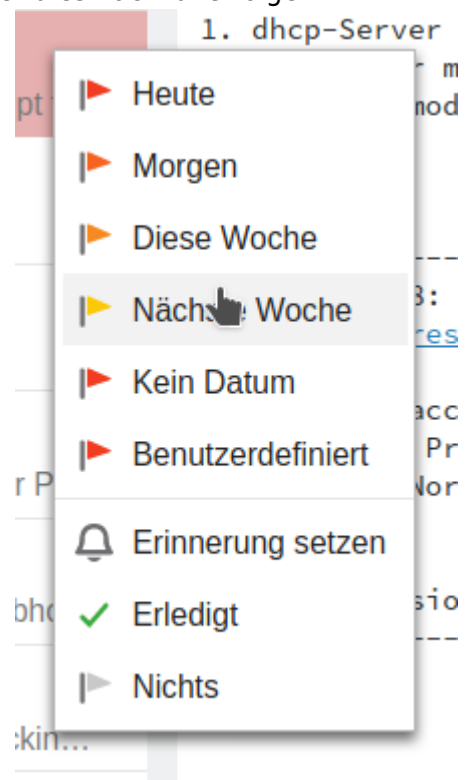 1. dhcp-Server
Heute
Morgen
Diese Woche
Nächste Woche
Kein Datum
Benutzerdefiniert
Erinnerung setzen
Erledigt
Nichts